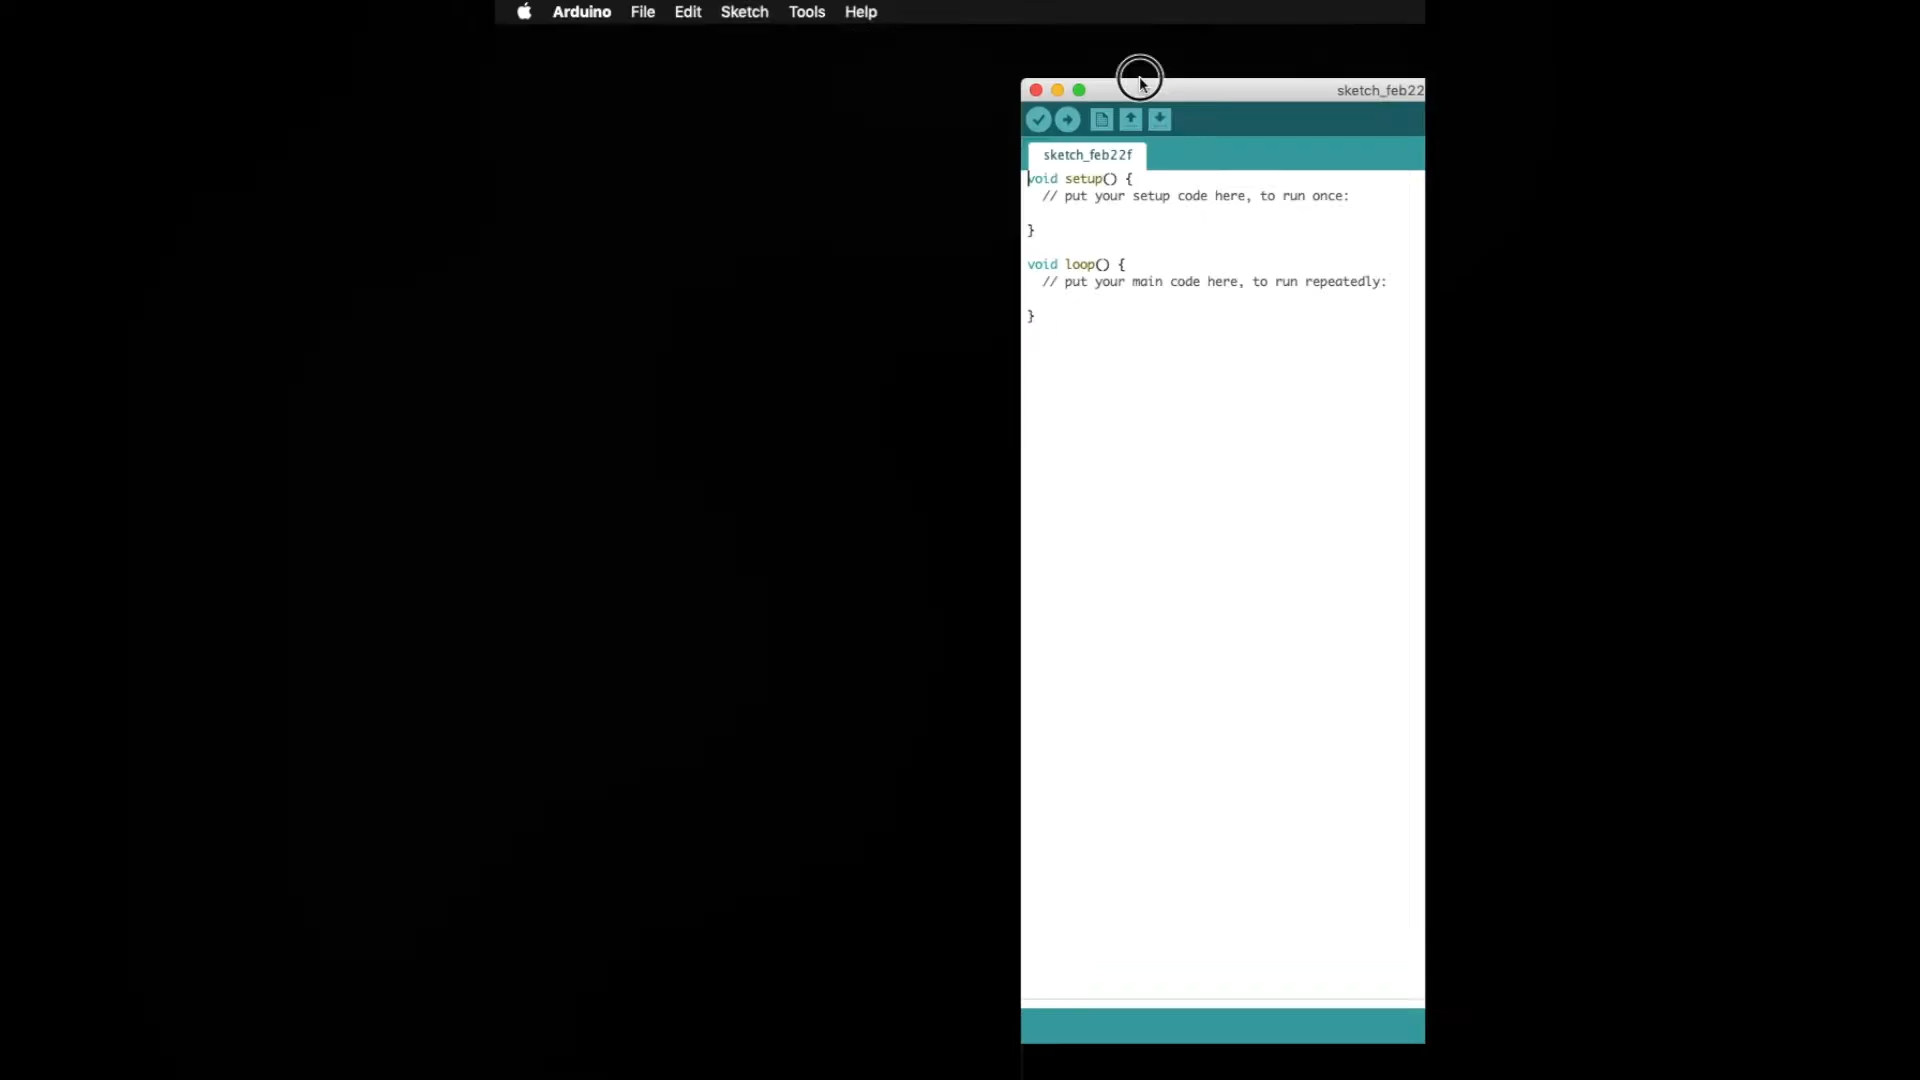 Arduino File Edit Sketch Tools Help
sketch_feb22
sketch_feb22f
void setup() {
  // put your setup code here, to run once:
}
void loop() {
  // put your main code here, to run repeatedly:
}